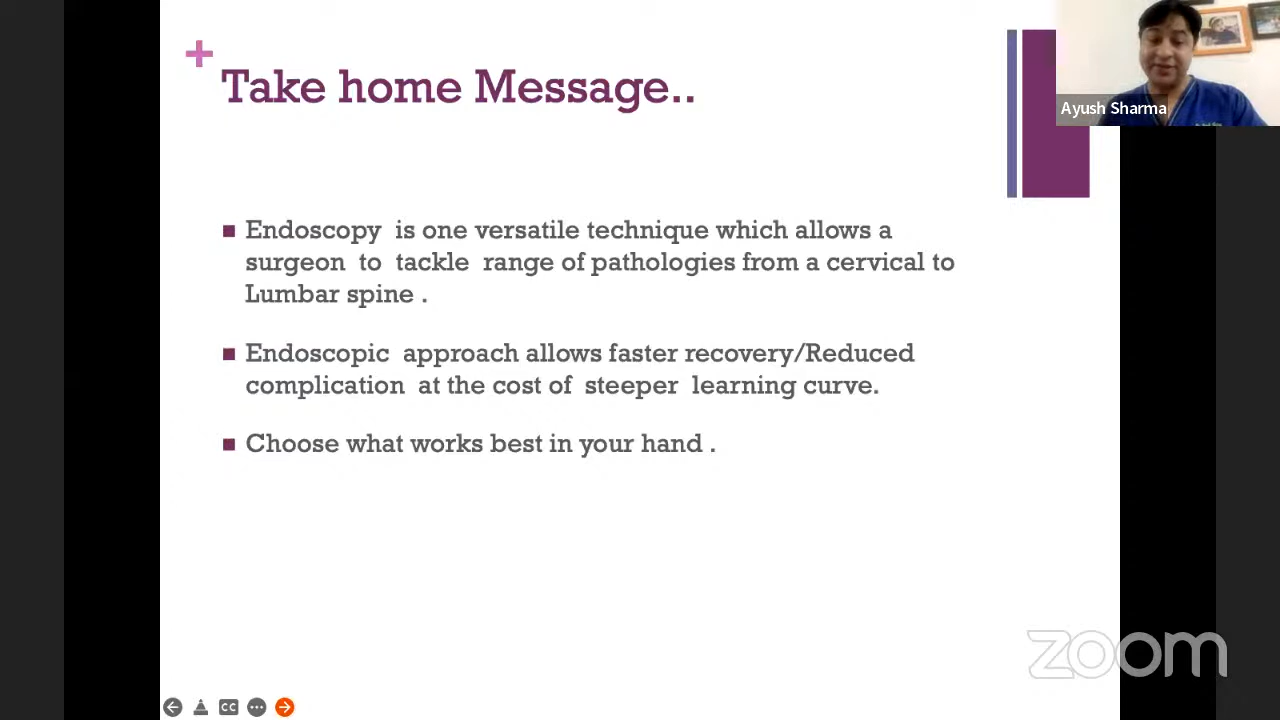 +
Take home Message..
Ayush Sharma
Endoscopy is one versatile technique which allows a
surgeon to tackle range of pathologies from a cervical to
Lumbar spine .
Endoscopic approach allows faster recovery/Reduced
complication at the cost of steeper learning curve.
Choose what works best in your hand .
zoom
CC